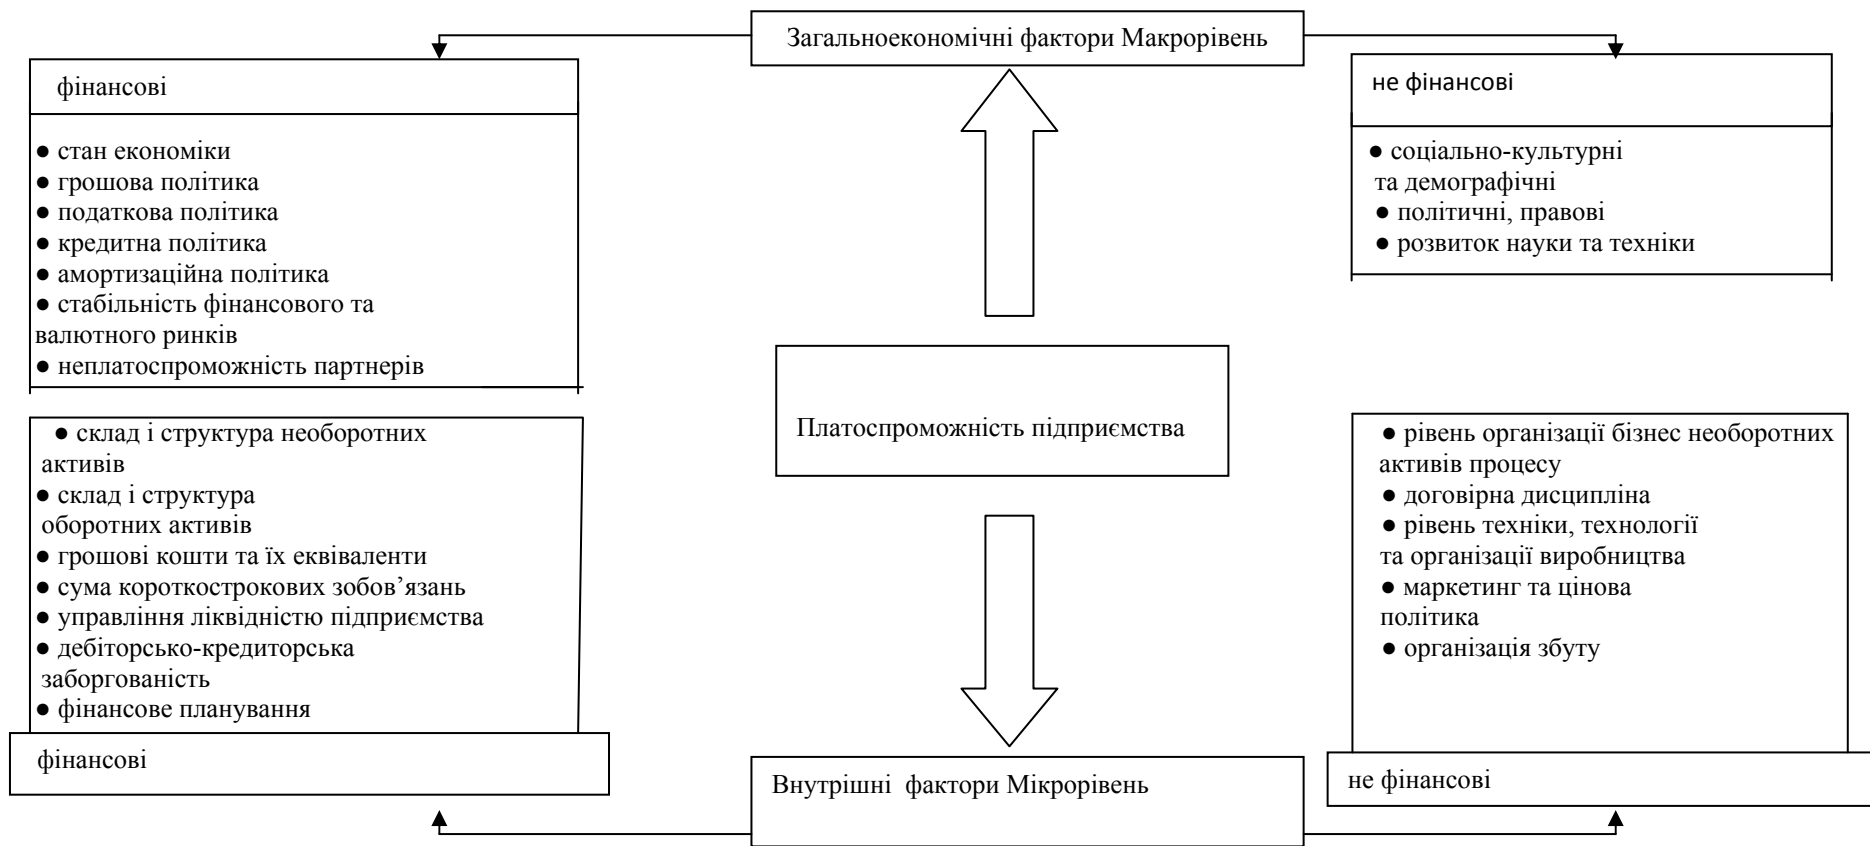 Загальноекономічні фактори Макрорівень
фінансові
● стан економіки
● грошова політика
● податкова політика
● кредитна політика
● амортизаційна політика
● стабільність фінансового та
валютного ринків
● неплатоспроможність партнерів
не фінансові
● соціально-культурні
та демографічні
● політичні, правові
● розвиток науки та техніки
Платоспроможність підприємства
● склад і структура необоротних
активів
● склад і структура
оборотних активів
● грошові кошти та їх еквіваленти
● сума короткострокових зобов’язань
● управління ліквідністю підприємства
● дебіторсько-кредиторська
заборгованість
● фінансове планування
фінансові
● рівень організації бізнес необоротних
активів процесу
● договірна дисципліна
● рівень техніки, технології
та організації виробництва
● маркетинг та цінова
політика
● організація збуту
не фінансові
Внутрішні фактори Мікрорівень